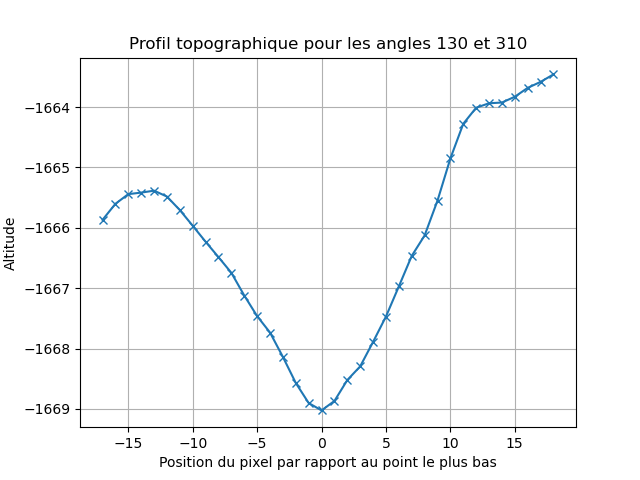 Profil topographique pour les angles 130 et 310
Altitude
−1664
−1665
−1666
−1667
−1668
−1669
−15 −10 −5 0 5 10 15
Position du pixel par rapport au point le plus bas